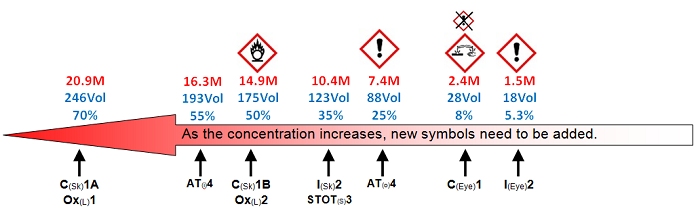 20.9M 16.3M 14.9M 10.4M 7.4M 2.4M 1.5M
246Vol 193Vol 175Vol 123Vol 88Vol 28Vol 18Vol
70% 55% 50% 35% 25% 8% 5.3%
As the concentration increases, new symbols need to be added.
C(Sk)1A AT(i)4 C(Sk)1B I(Sk)2 AT(o)4 C(Eye)1 I(Eye)2
Ox(L)1 Ox(L)2 STOT(S)3